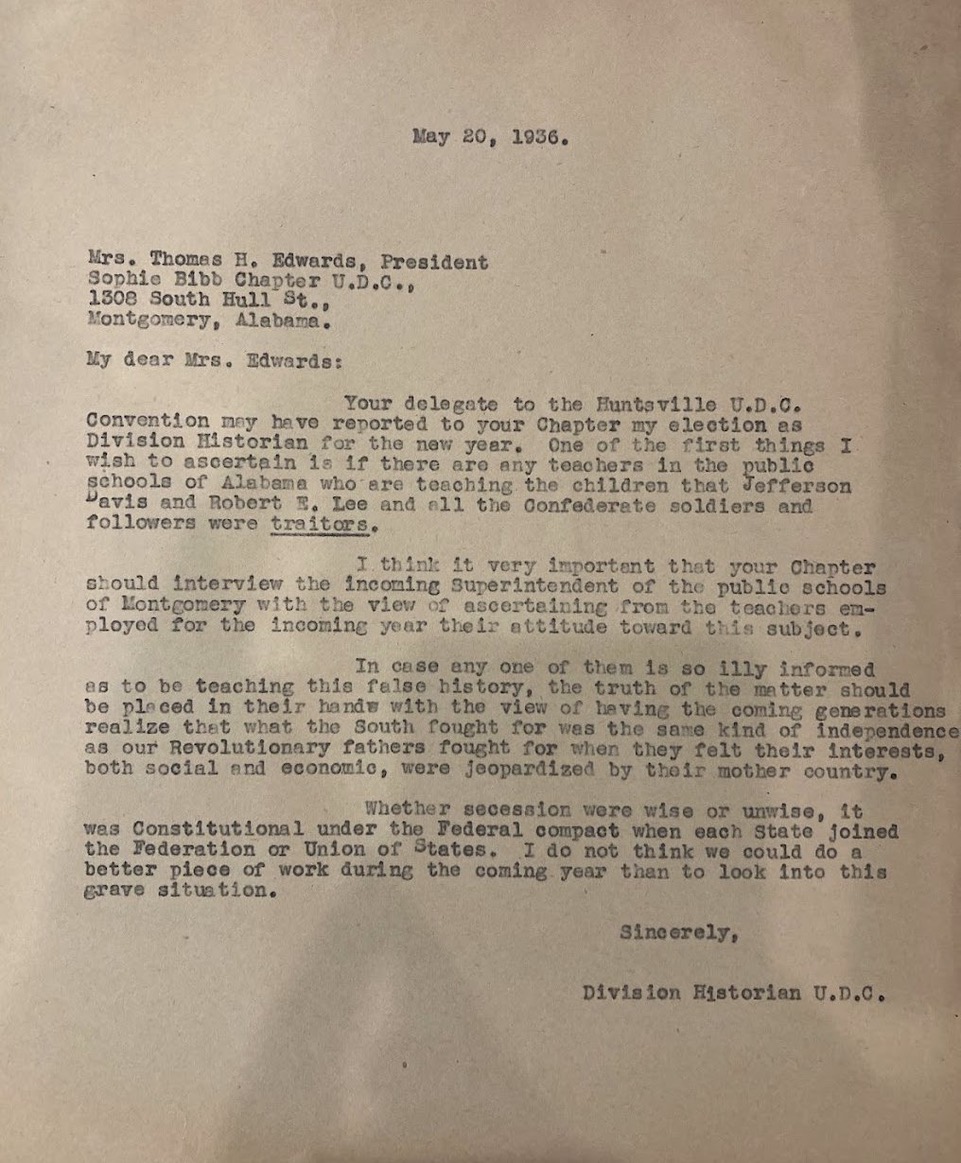 May 20, 1936.
Mrs. Thomas H. Edwards, President
Sophie Bibb Chapter U.D.C.,
1308 South Hull St.,
Montgomery, Alabama.
My dear Mrs. Edwards:
Your delegate to the Huntsville U.D.C.
Convention may have reported to your Chapter my election as
Division Historian for the new year. One of the first things I
wish to ascertain is if there are any teachers in the public
schools of Alabama who are teaching the children that Jefferson
Davis and Robert E. Lee and all the Confederate soldiers and
followers were traitors.
I think it very important that your Chapter
should interview the incoming Superintendent of the public schools
of Montgomery with the view of ascertaining from the teachers em-
ployed for the incoming year their attitude toward this subject.
In case any one of them is so illy informed
as to be teaching this false history, the truth of the matter should
be placed in their hands with the view of having the coming generations
realize that what the South fought for was the same kind of independence
as our Revolutionary fathers fought for when they felt their interests,
both social and economic, were jeopardized by their mother country.
Whether secession were wise or unwise, it
was Constitutional under the Federal compact when each State joined
the Federation or Union of States. I do not think we could do a
better piece of work during the coming year than to look into this
grave situation.
Sincerely,
Division Historian U.D.C.